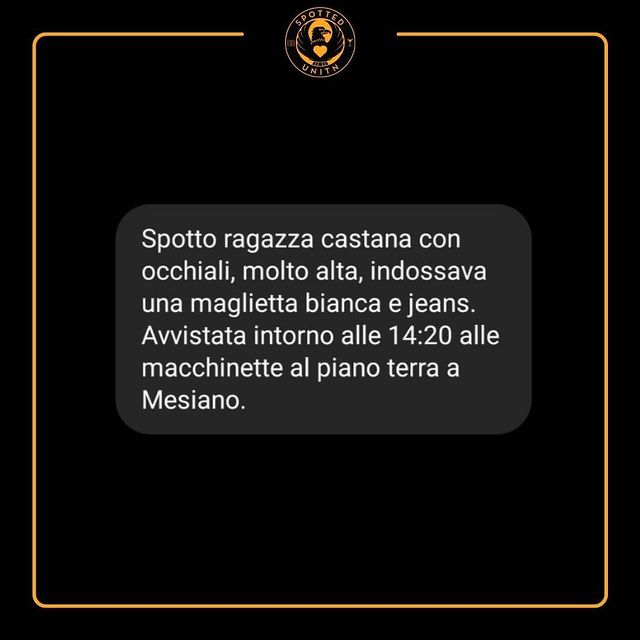 SPOTTED
UNITN
Spotto ragazza castana con
occhiali, molto alta, indossava
una maglietta bianca e jeans.
Avvistata intorno alle 14:20 alle
macchinette al piano terra a
Mesiano.